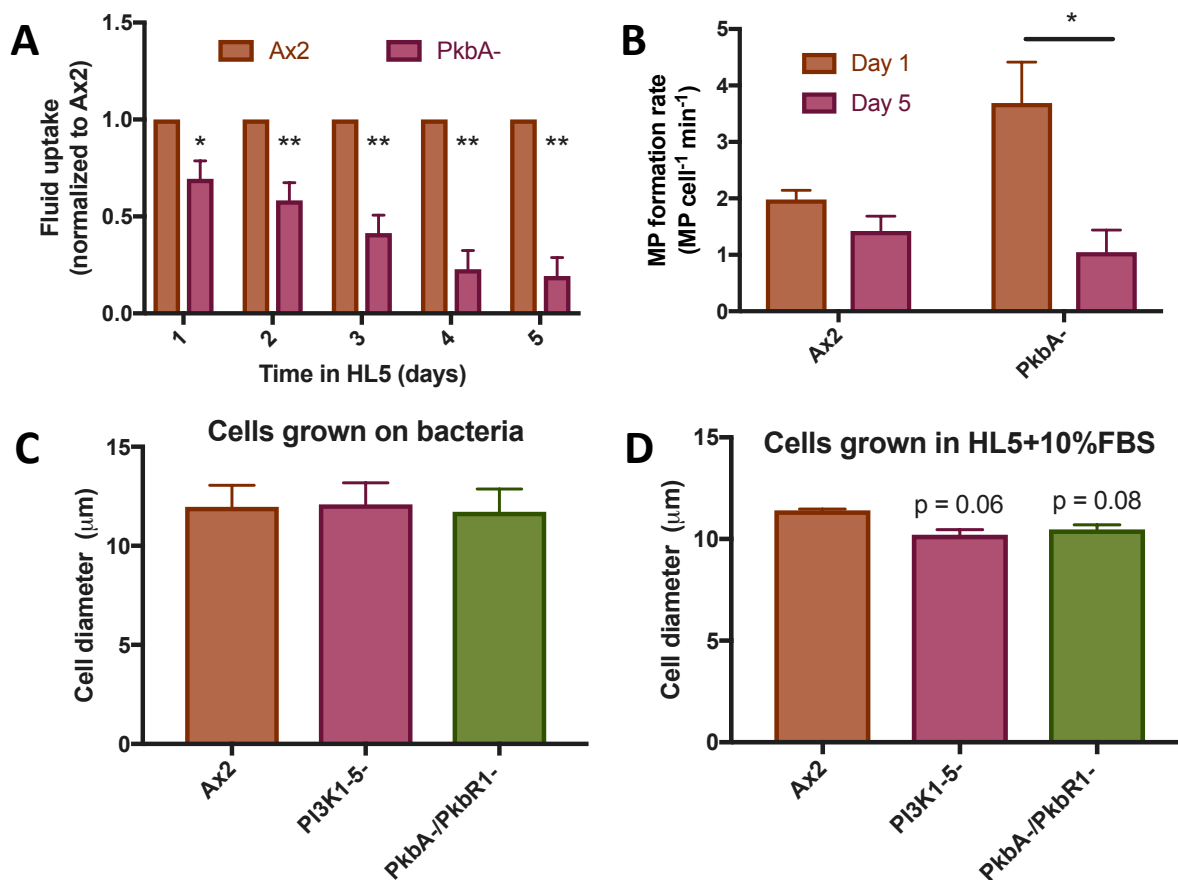 A
Fluid uptake
(normalized to Ax2)
1.5
1.0
0.5
0.0
Ax2
PkbA-
*
**
**
**
**
1
2
3
4
5
Time in HL5 (days)
B
MP formation rate
(MP cell-1 min-1)
5
4
3
2
1
0
Day 1
Day 5
*
Ax2
PkbA-
C
Cells grown on bacteria
Cell diameter (μm)
15
10
5
0
Ax2
PI3K1-5-
PkbA-/PkbR1-
D
Cells grown in HL5+10%FBS
Cell diameter (μm)
15
10
5
0
p = 0.06
p = 0.08
Ax2
PI3K1-5-
PkbA-/PkbR1-